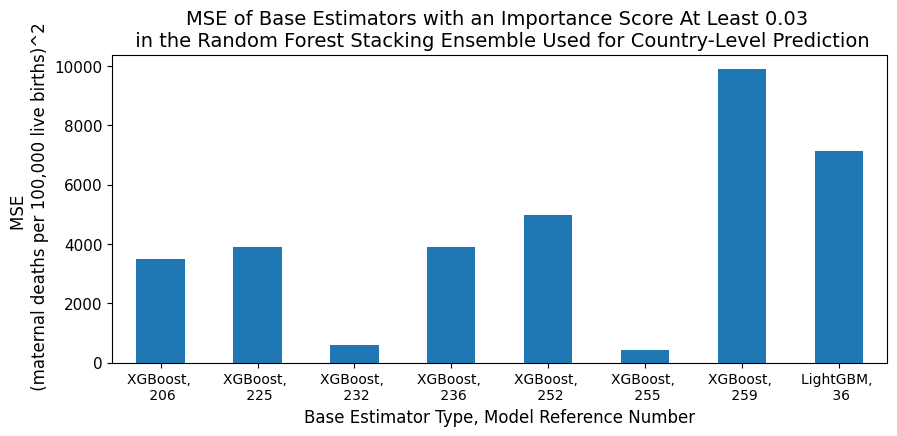 MSE of Base Estimators with an Importance Score At Least 0.03
in the Random Forest Stacking Ensemble Used for Country-Level Prediction
MSE
(maternal deaths per 100,000 live births)^2
10000
8000
6000
4000
2000
0
XGBoost,
206
XGBoost,
225
XGBoost,
232
XGBoost,
236
XGBoost,
252
XGBoost,
255
XGBoost,
259
LightGBM,
36
Base Estimator Type, Model Reference Number